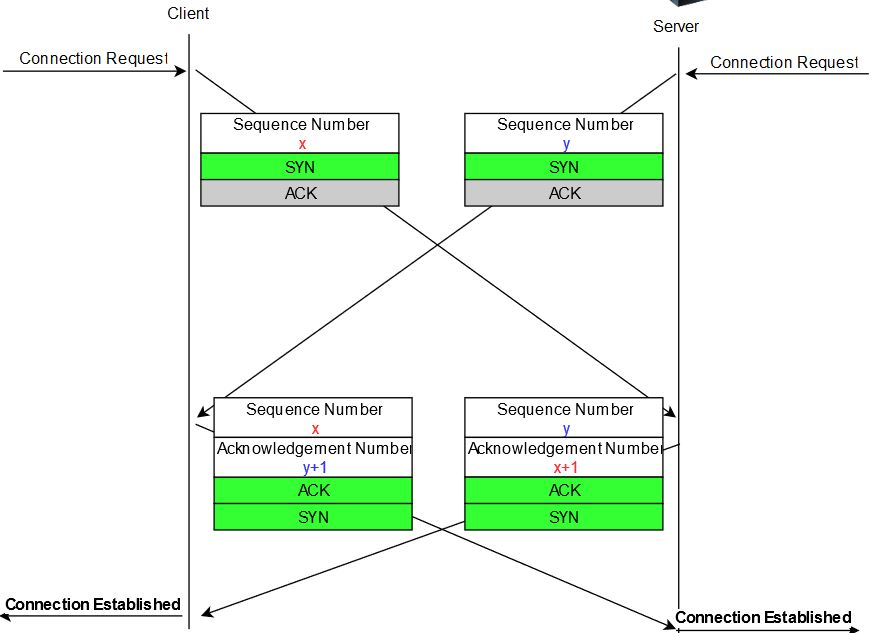 Client
Server
Connection Request
Connection Request
Sequence Number
x
SYN
ACK
Sequence Number
y
SYN
ACK
Sequence Number
x
Acknowledgement Number
y+1
ACK
SYN
Sequence Number
y
Acknowledgement Number
x+1
ACK
SYN
Connection Established
Connection Established